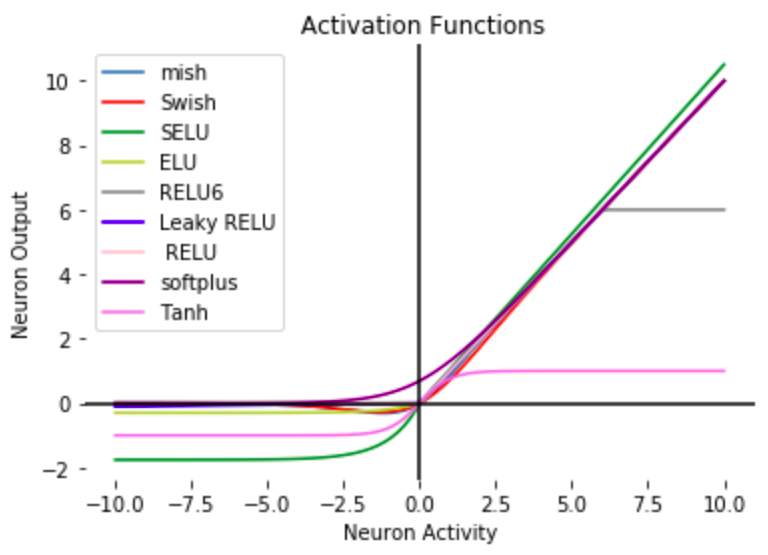 Activation Functions
mish
Swish
SELU
ELU
RELU6
Leaky RELU
RELU
softplus
Tanh
Neuron Output
10
8
6
4
2
0
−2
−10.0 −7.5 −5.0 −2.5 0.0 2.5 5.0 7.5 10.0
Neuron Activity